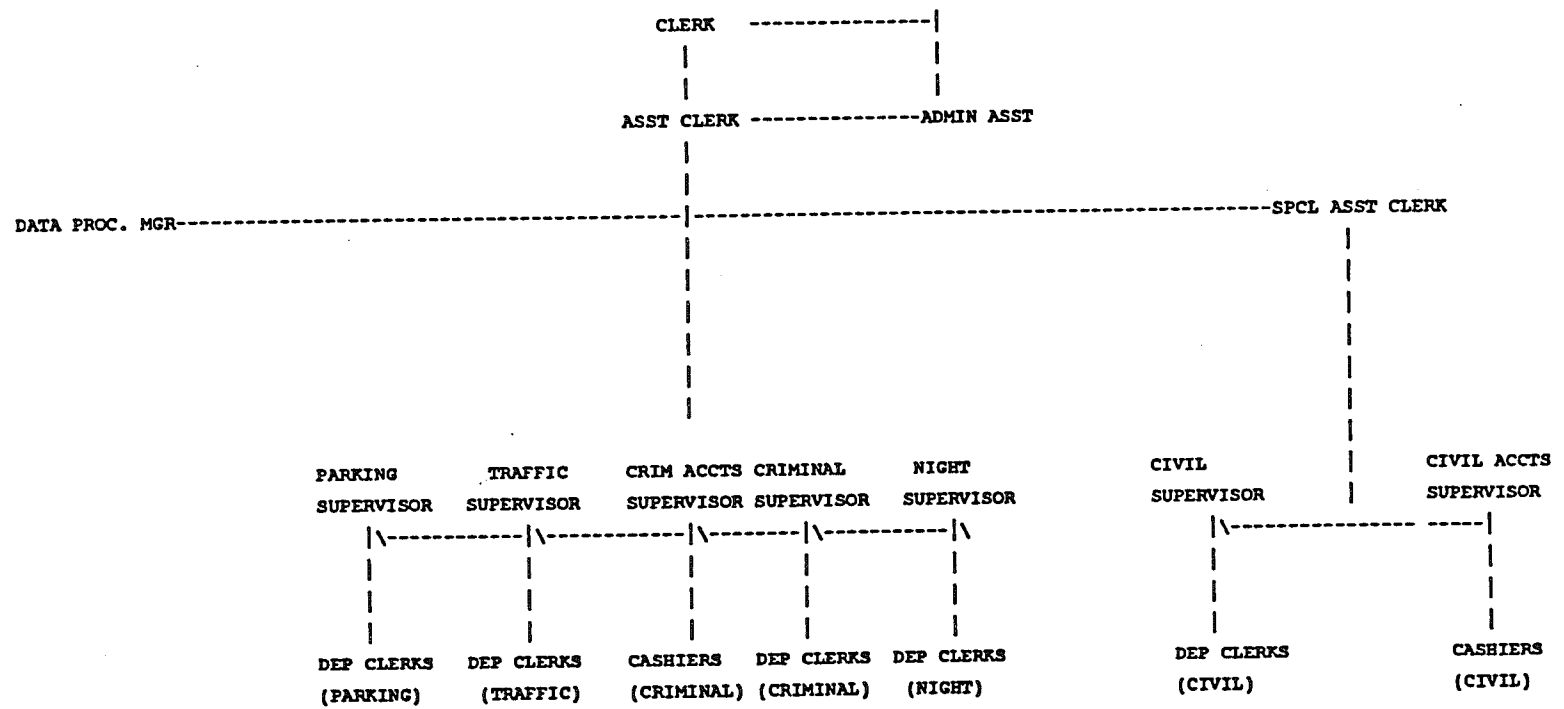 CLERK
ASST CLERK ADMIN ASST
DATA PROC. MGR SPCL ASST CLERK
PARKING TRAFFIC CRIM ACCTS CRIMINAL NIGHT CIVIL CIVIL ACCTS
SUPERVISOR SUPERVISOR SUPERVISOR SUPERVISOR SUPERVISOR SUPERVISOR SUPERVISOR
DEP CLERKS DEP CLERKS CASHIERS DEP CLERKS DEP CLERKS DEP CLERKS CASHIERS
(PARKING) (TRAFFIC) (CRIMINAL) (CRIMINAL) (NIGHT) (CIVIL) (CIVIL)